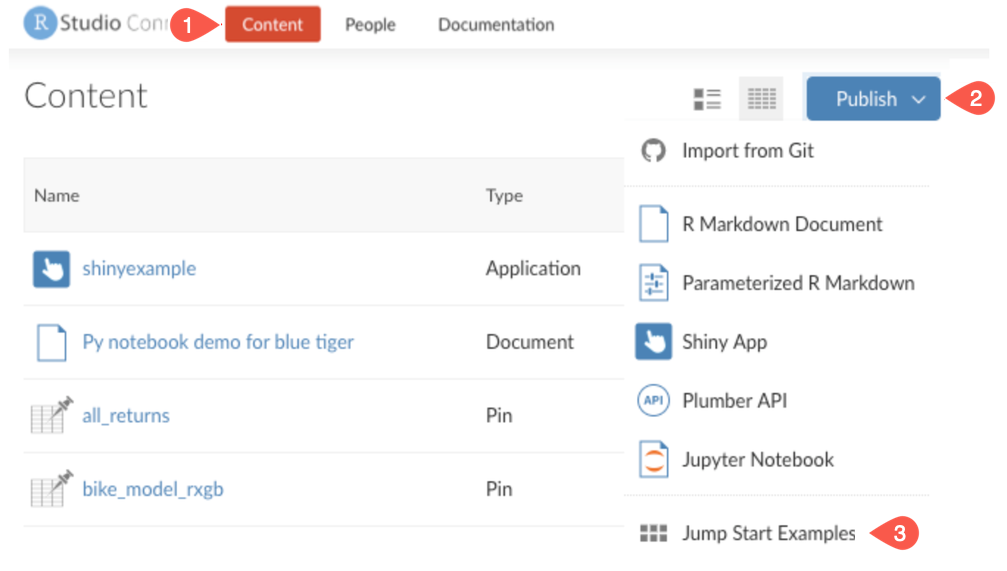 R Studio Conn 1 Content People Documentation
Content
Publish 2
Import from Git
Name Type
R Markdown Document
shinyexample Application
Parameterized R Markdown
Py notebook demo for blue tiger Document
Shiny App
all_returns Pin
API Plumber API
bike_model_rxgb Pin
Jupyter Notebook
Jump Start Examples 3